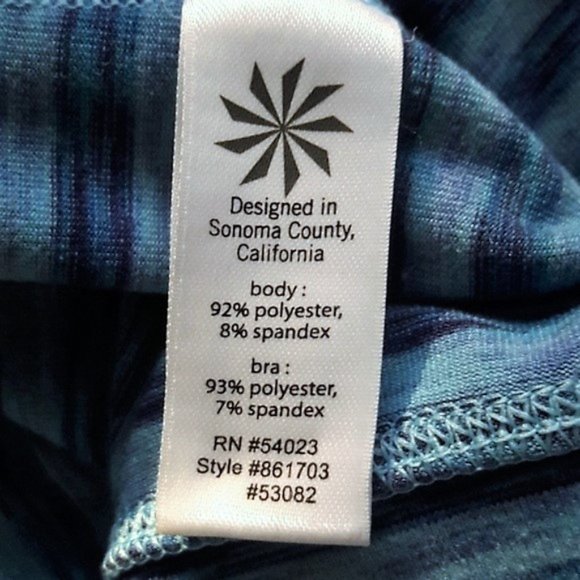 Designed in
Sonoma County,
California
body :
92% polyester,
8% spandex
bra :
93% polyester,
7% spandex
RN #54023
Style #861703
#53082